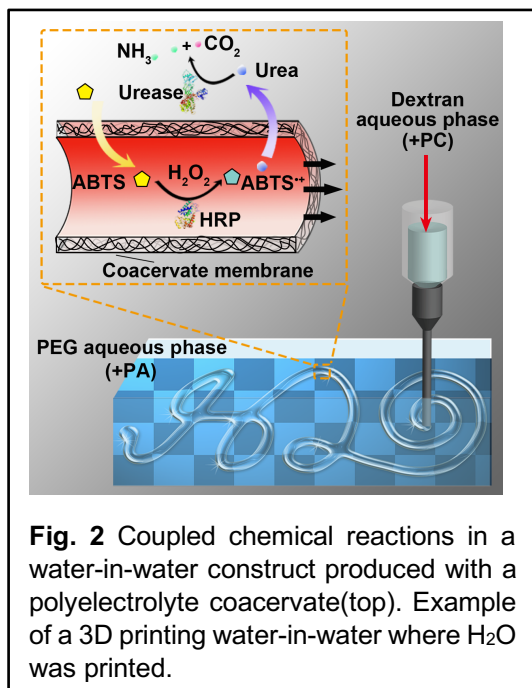 NH₃ + CO₂
Urease
Urea
Dextran
aqueous phase
(+PC)
ABTS
H₂O₂
ABTS•+
HRP
Coacervate membrane
PEG aqueous phase
(+PA)
Fig. 2 Coupled chemical reactions in a
water-in-water construct produced with a
polyelectrolyte coacervate(top). Example
of a 3D printing water-in-water where H₂O
was printed.